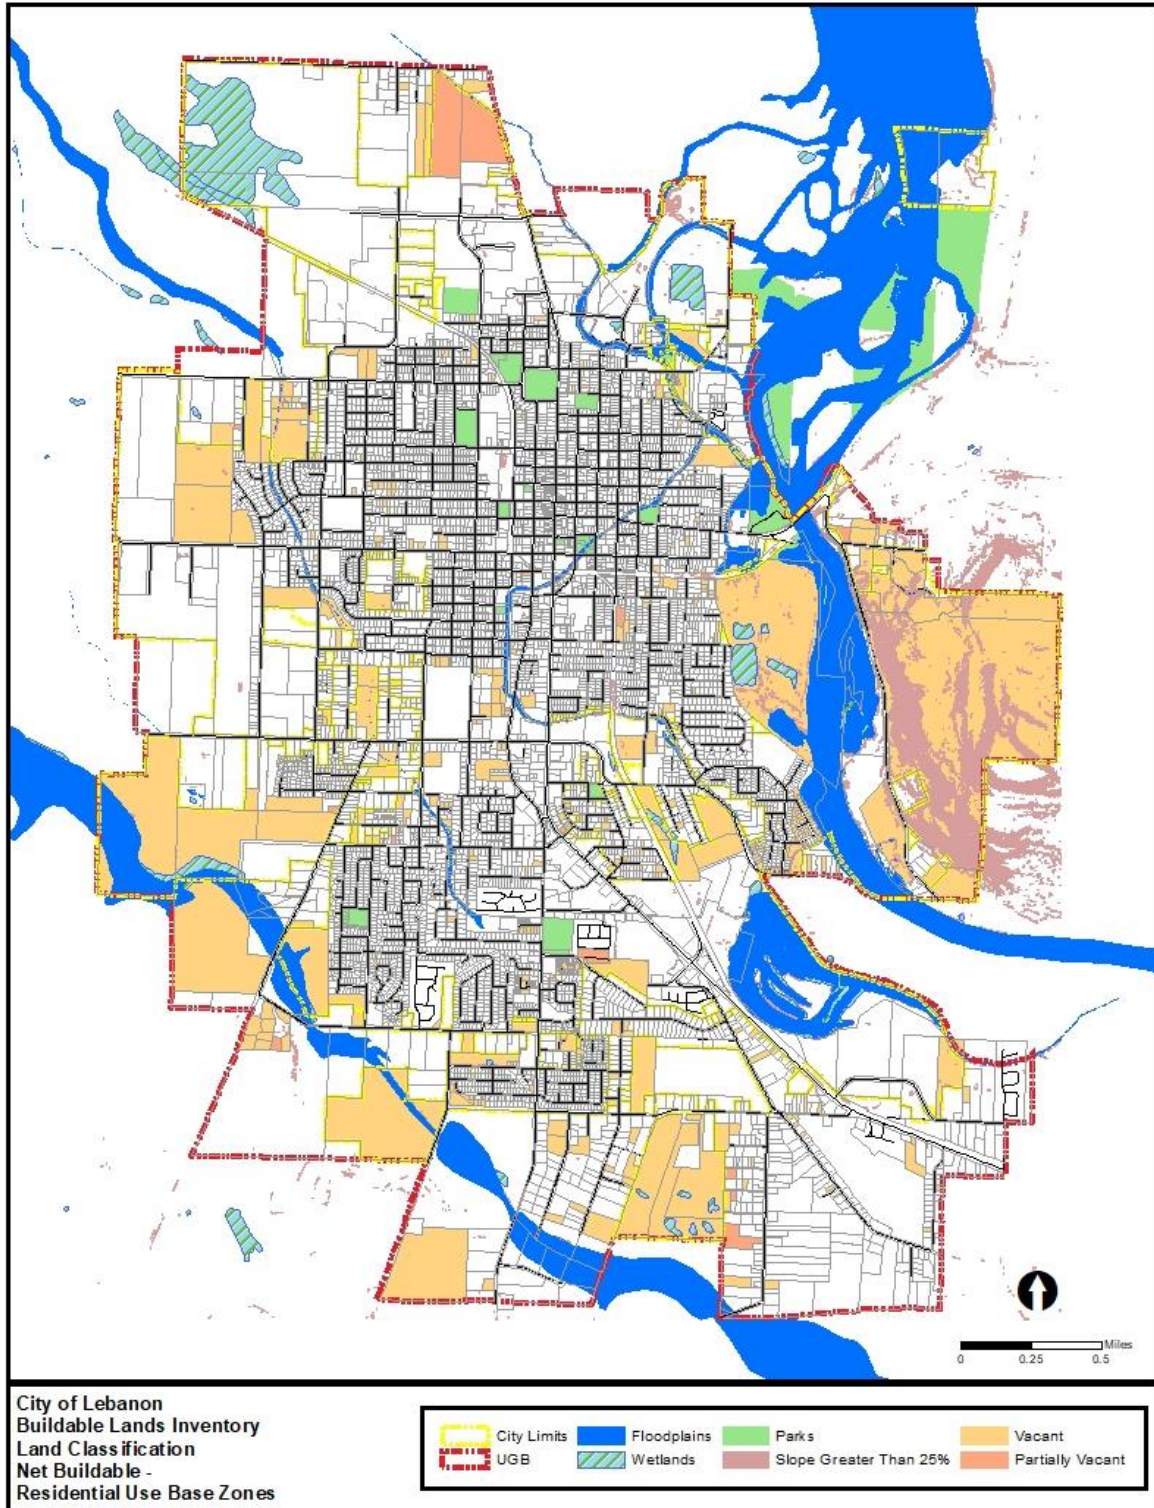 Miles
0 0.25 0.5
City of Lebanon
Buildable Lands Inventory
Land Classification
Net Buildable -
Residential Use Base Zones
City Limits Floodplains Parks Vacant
UGB Wetlands Slope Greater Than 25% Partially Vacant